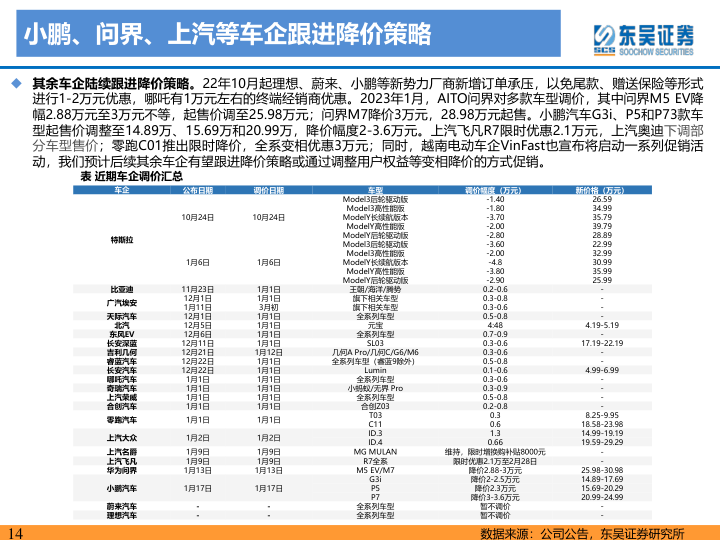 小鹏、问界、上汽等车企跟进降价策略
东吴证券
SCS SOOCHOW SECURITIES
◆ 其余车企陆续跟进降价策略。22年10月起理想、蔚来、小鹏等新势力厂商新增订单承压，以免尾款、赠送保险等形式
进行1-2万元优惠，哪吒有1万元左右的终端经销商优惠。2023年1月，AITO问界对多款车型调价，其中问界M5 EV降
幅2.88万元至3万元不等，起售价调至25.98万元；问界M7降价3万元，28.98万元起售。小鹏汽车G3i、P5和P73款车
型起售价调整至14.89万、15.69万和20.99万，降价幅度2-3.6万元。上汽飞凡R7限时优惠2.1万元，上汽奥迪下调部
分车型售价；零跑C01推出限时降价，全系变相优惠3万元；同时，越南电动车企VinFast也宣布将启动一系列促销活
动，我们预计后续其余车企有望跟进降价策略或通过调整用户权益等变相降价的方式促销。
表 近期车企调价汇总
车企 公布日期 调价日期 车型 调价幅度（万元） 新价格（万元）
Model3后轮驱动版 -1.40 26.59
Model3高性能版 -1.80 34.99
10月24日 10月24日 ModelY长续航版本 -3.70 35.79
ModelY高性能版 -2.00 39.79
ModelY后轮驱动版 -2.80 28.89
特斯拉
Model3后轮驱动版 -3.60 22.99
Model3高性能版 -2.00 32.99
1月6日 1月6日 ModelY长续航版本 -4.8 30.99
ModelY高性能版 -3.80 35.99
ModelY后轮驱动版 -2.90 25.99
比亚迪 11月23日 1月1日 王朝/海洋/腾势 0.2-0.6 -
广汽埃安 12月1日 1月1日 旗下相关车型 0.3-0.8 -
1月11日 3月初 旗下相关车型 0.3-0.6 -
天际汽车 12月1日 1月1日 全系列车型 0.5-0.8 -
北汽 12月5日 1月1日 元宝 4:48 4.19-5.19
东风EV 12月6日 1月1日 全系列车型 0.7-0.9 -
长安深蓝 12月11日 1月1日 SL03 0.3-0.6 17.19-22.19
吉利几何 12月21日 1月12日 几何A Pro/几何C/G6/M6 0.3-0.6 -
睿蓝汽车 12月22日 1月1日 全系列车型（睿蓝9除外） 0.5-0.8 -
长安汽车 12月22日 1月1日 Lumin 0.1-0.6 4.99-6.99
哪吒汽车 1月1日 1月1日 全系列车型 0.3-0.6 -
奇瑞汽车 1月1日 1月1日 小蚂蚁/无界 Pro 0.3-0.9 -
上汽荣威 1月1日 1月1日 全系列车型 0.5-0.8 -
合创汽车 1月1日 1月1日 合创Z03 0.2-0.8 -
零跑汽车 1月1日 1月1日 T03 0.3 8.25-9.95
C11 0.6 18.58-23.98
上汽大众 1月2日 1月2日 ID.3 1.3 14.99-19.19
ID.4 0.66 19.59-29.29
上汽名爵 1月9日 1月9日 MG MULAN 维持，限时增换购补贴8000元 -
上汽飞凡 1月9日 1月9日 R7全系 限时优惠2.1万至2月28日 -
华为问界 1月13日 1月13日 M5 EV/M7 降价2.88-3万元 25.98-30.98
G3i 降价2-2.5万元 14.89-17.69
小鹏汽车 1月17日 1月17日 P5 降价2.3万元 15.69-20.29
P7 降价3-3.6万元 20.99-24.99
蔚来汽车 - - 全系列车型 暂不调价 -
理想汽车 - - 全系列车型 暂不调价 -
14
数据来源：公司公告，东吴证券研究所